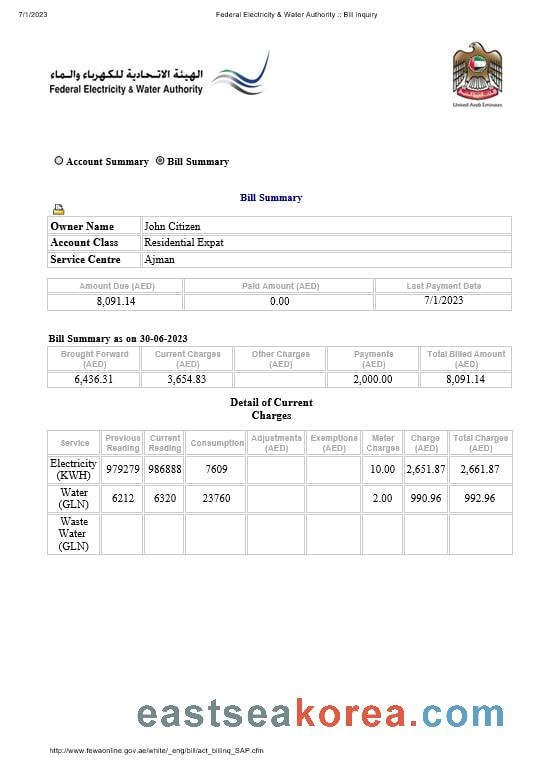 7/1/2023 Federal Electricity & Water Authority :: Bill Inquiry
الهيئة الاتحادية للكهرباء والماء
Federal Electricity & Water Authority
United Arab Emirates
Account Summary Bill Summary
Bill Summary
Owner Name John Citizen
Account Class Residential Expat
Service Centre Ajman
Amount Due (AED) Paid Amount (AED) Last Payment Date
8,091.14 0.00 7/1/2023
Bill Summary as on 30-06-2023
Brought Forward (AED) Current Charges (AED) Other Charges (AED) Payments (AED) Total Billed Amount (AED)
6,436.31 3,654.83 2,000.00 8,091.14
Detail of Current
Charges
Service Previous Reading Current Reading Consumption Adjustments (AED) Exemptions (AED) Meter Charges Charge (AED) Total Charges (AED)
Electricity (KWH) 979279 986888 7609 10.00 2,651.87 2,661.87
Water (GLN) 6212 6320 23760 2.00 990.96 992.96
Waste Water (GLN)
eastseakorea.com
http://www.fewaonline.gov.ae/white/_eng/bill/act_billinq_SAP.cfm